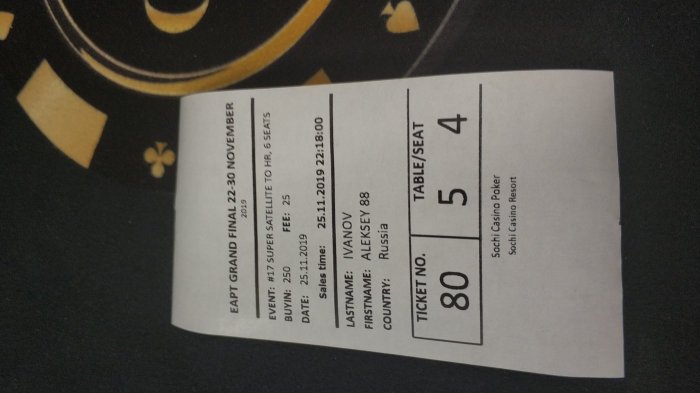 EAPT GRAND FINAL 22-30 NOVEMBER
2019
EVENT: #17 SUPER SATELLITE TO HR, 6 SEATS
BUYIN: 250 FEE: 25
DATE: 25.11.2019
Sales time: 25.11.2019 22:18:00
LASTNAME: IVANOV
FIRSTNAME: ALEKSEY 88
COUNTRY: Russia
TICKET NO. TABLE/SEAT
80 5 4
Sochi Casino Poker
Sochi Casino Resort